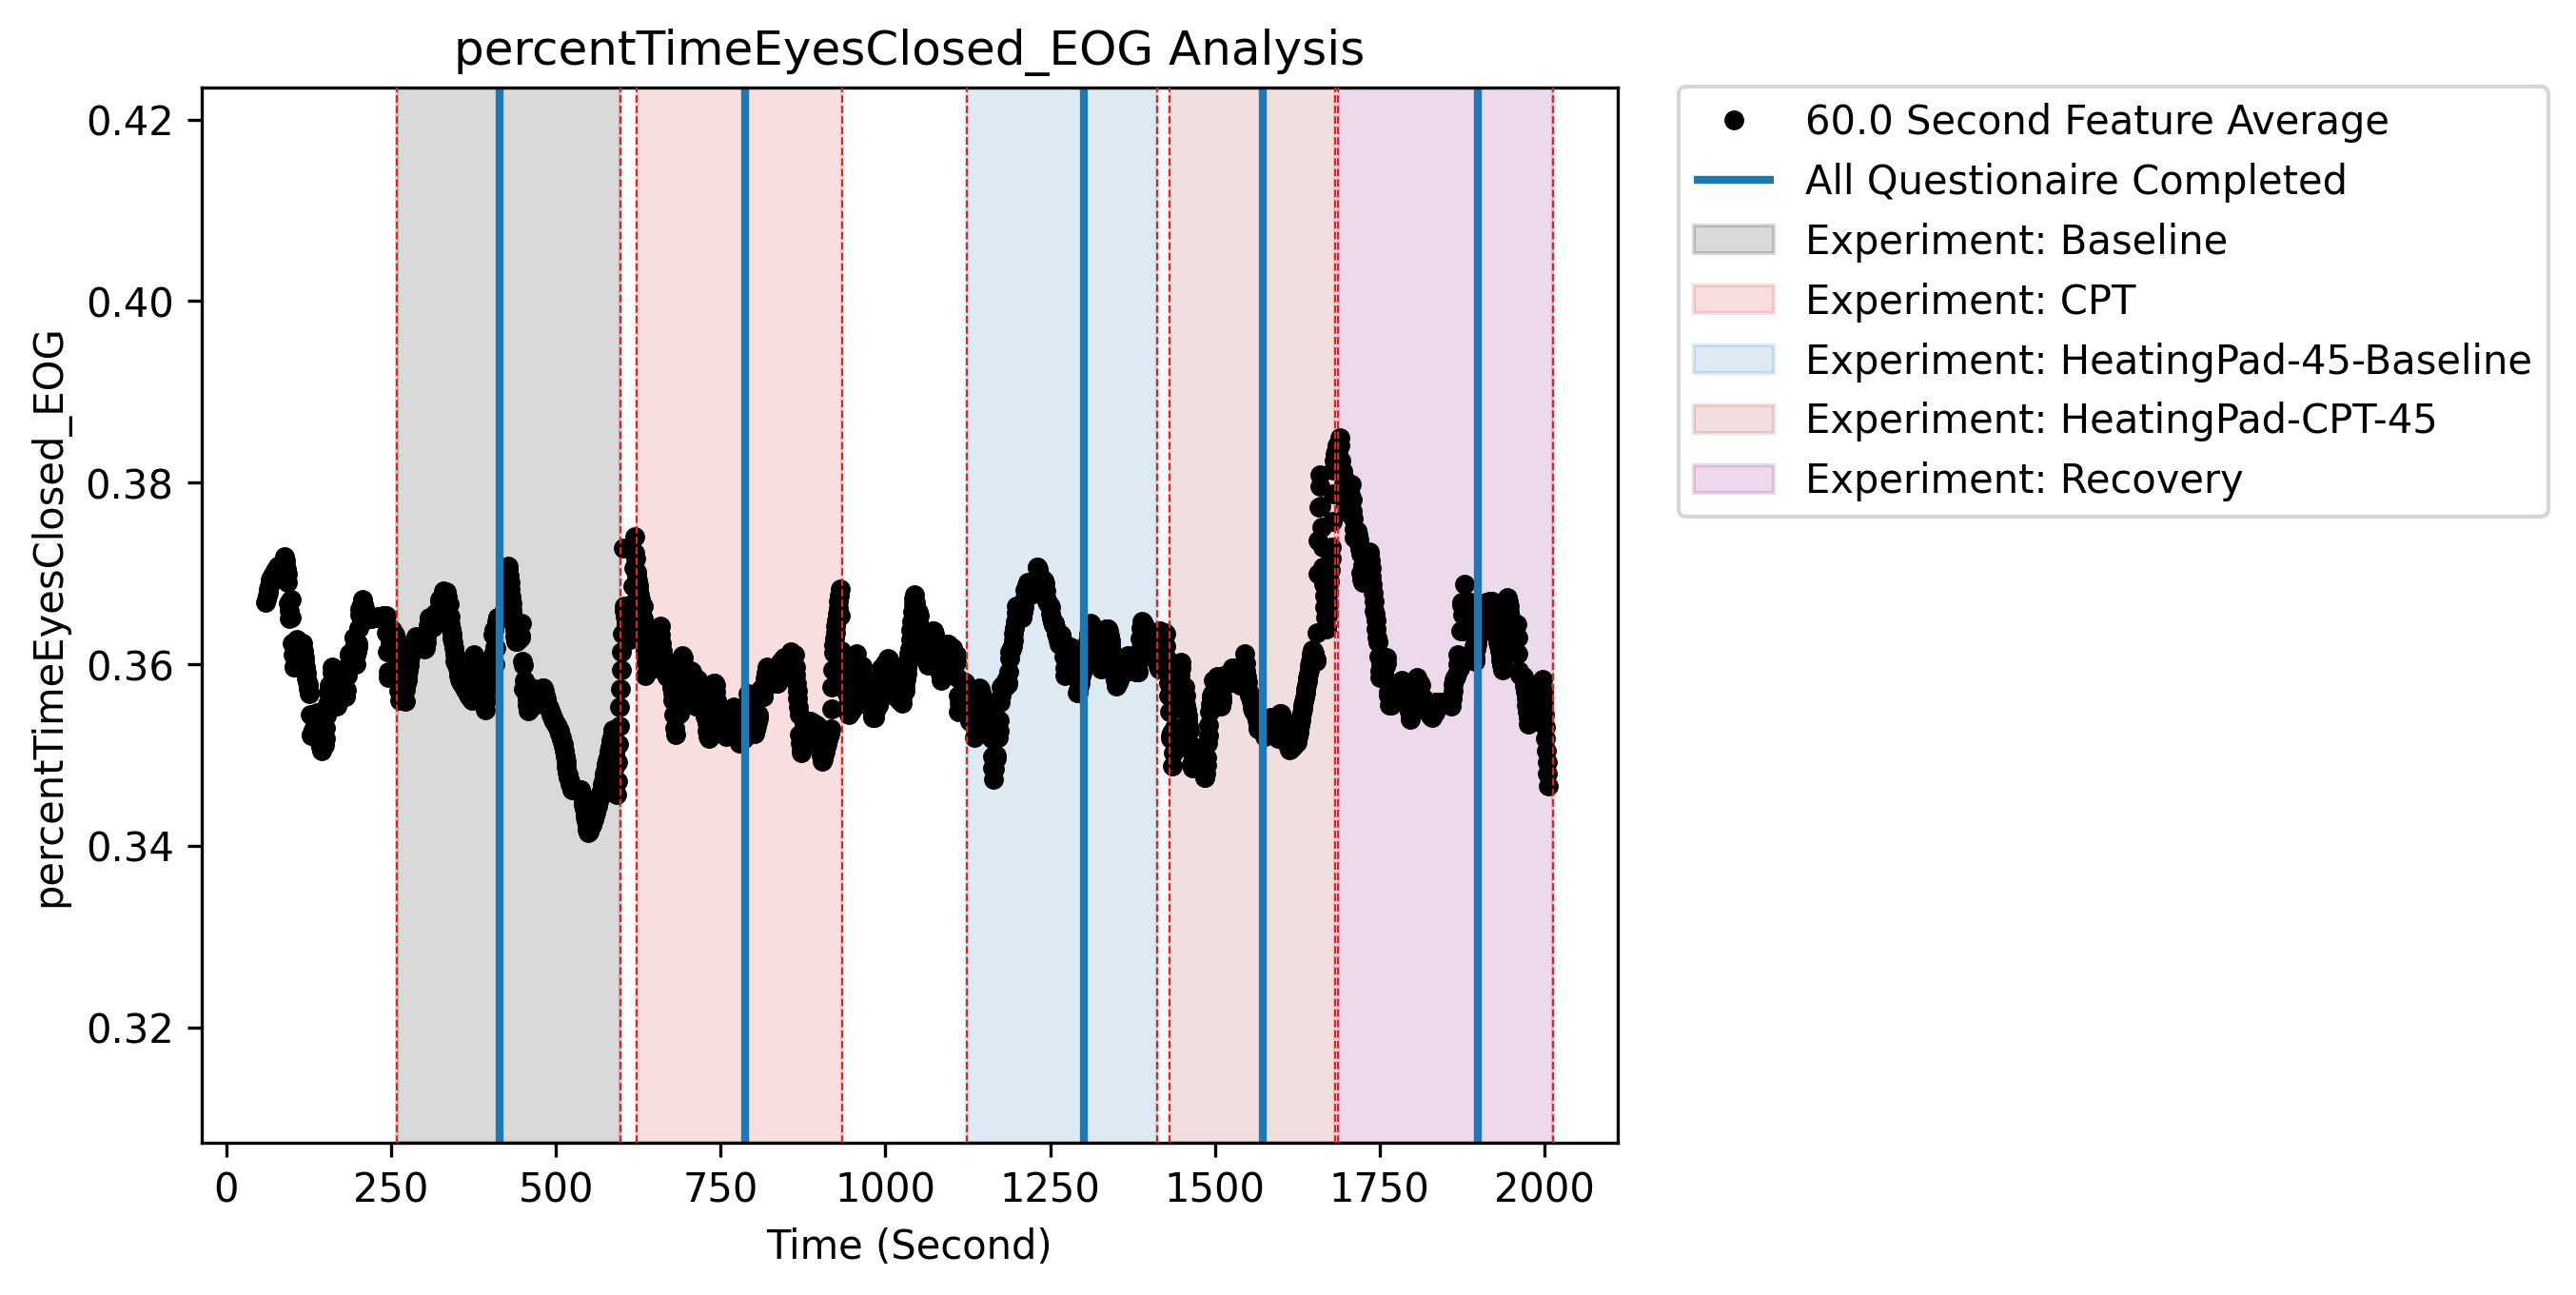 percentTimeEyesClosed_EOG Analysis
percentTimeEyesClosed_EOG
0.42
0.40
0.38
0.36
0.34
0.32
0 250 500 750 1000 1250 1500 1750 2000
Time (Second)
60.0 Second Feature Average
All Questionaire Completed
Experiment: Baseline
Experiment: CPT
Experiment: HeatingPad-45-Baseline
Experiment: HeatingPad-CPT-45
Experiment: Recovery